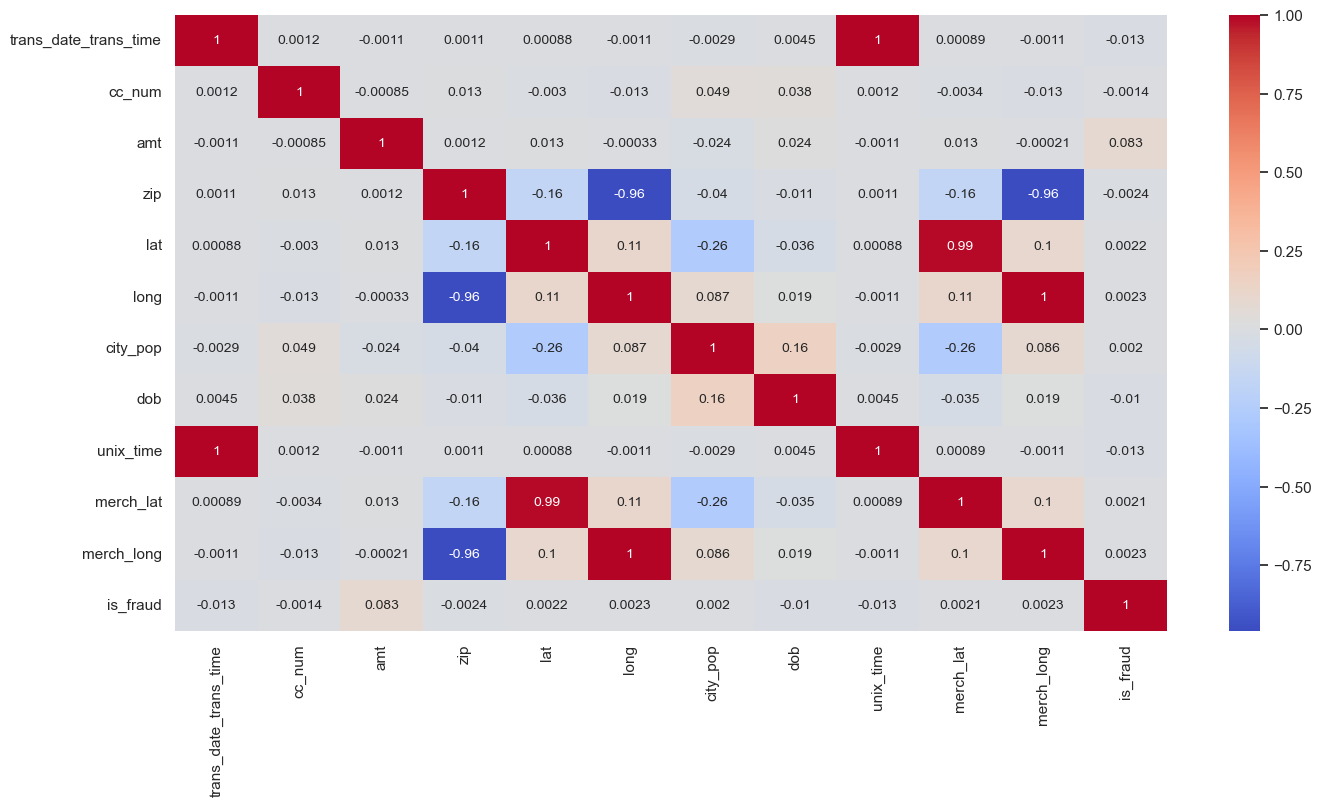 trans_date_trans_time 1 0.0012 -0.0011 0.0011 0.00088 -0.0011 -0.0029 0.0045 1 0.00089 -0.0011 -0.013
cc_num 0.0012 1 -0.00085 0.013 -0.003 -0.013 0.049 0.038 0.0012 -0.0034 -0.013 -0.0014
amt -0.0011 -0.00085 1 0.0012 0.013 -0.00033 -0.024 0.024 -0.0011 0.013 -0.00021 0.083
zip 0.0011 0.013 0.0012 1 -0.16 -0.96 -0.04 -0.011 0.0011 -0.16 -0.96 -0.0024
lat 0.00088 -0.003 0.013 -0.16 1 0.11 -0.26 -0.036 0.00088 0.99 0.1 0.0022
long -0.0011 -0.013 -0.00033 -0.96 0.11 1 0.087 0.019 -0.0011 0.11 1 0.0023
city_pop -0.0029 0.049 -0.024 -0.04 -0.26 0.087 1 0.16 -0.0029 -0.26 0.086 0.002
dob 0.0045 0.038 0.024 -0.011 -0.036 0.019 0.16 1 0.0045 -0.035 0.019 -0.01
unix_time 1 0.0012 -0.0011 0.0011 0.00088 -0.0011 -0.0029 0.0045 1 0.00089 -0.0011 -0.013
merch_lat 0.00089 -0.0034 0.013 -0.16 0.99 0.11 -0.26 -0.035 0.00089 1 0.1 0.0021
merch_long -0.0011 -0.013 -0.00021 -0.96 0.1 1 0.086 0.019 -0.0011 0.1 1 0.0023
is_fraud -0.013 -0.0014 0.083 -0.0024 0.0022 0.0023 0.002 -0.01 -0.013 0.0021 0.0023 1
trans_date_trans_time
cc_num
amt
zip
lat
long
city_pop
dob
unix_time
merch_lat
merch_long
is_fraud
1.00
0.75
0.50
0.25
0.00
−0.25
−0.50
−0.75